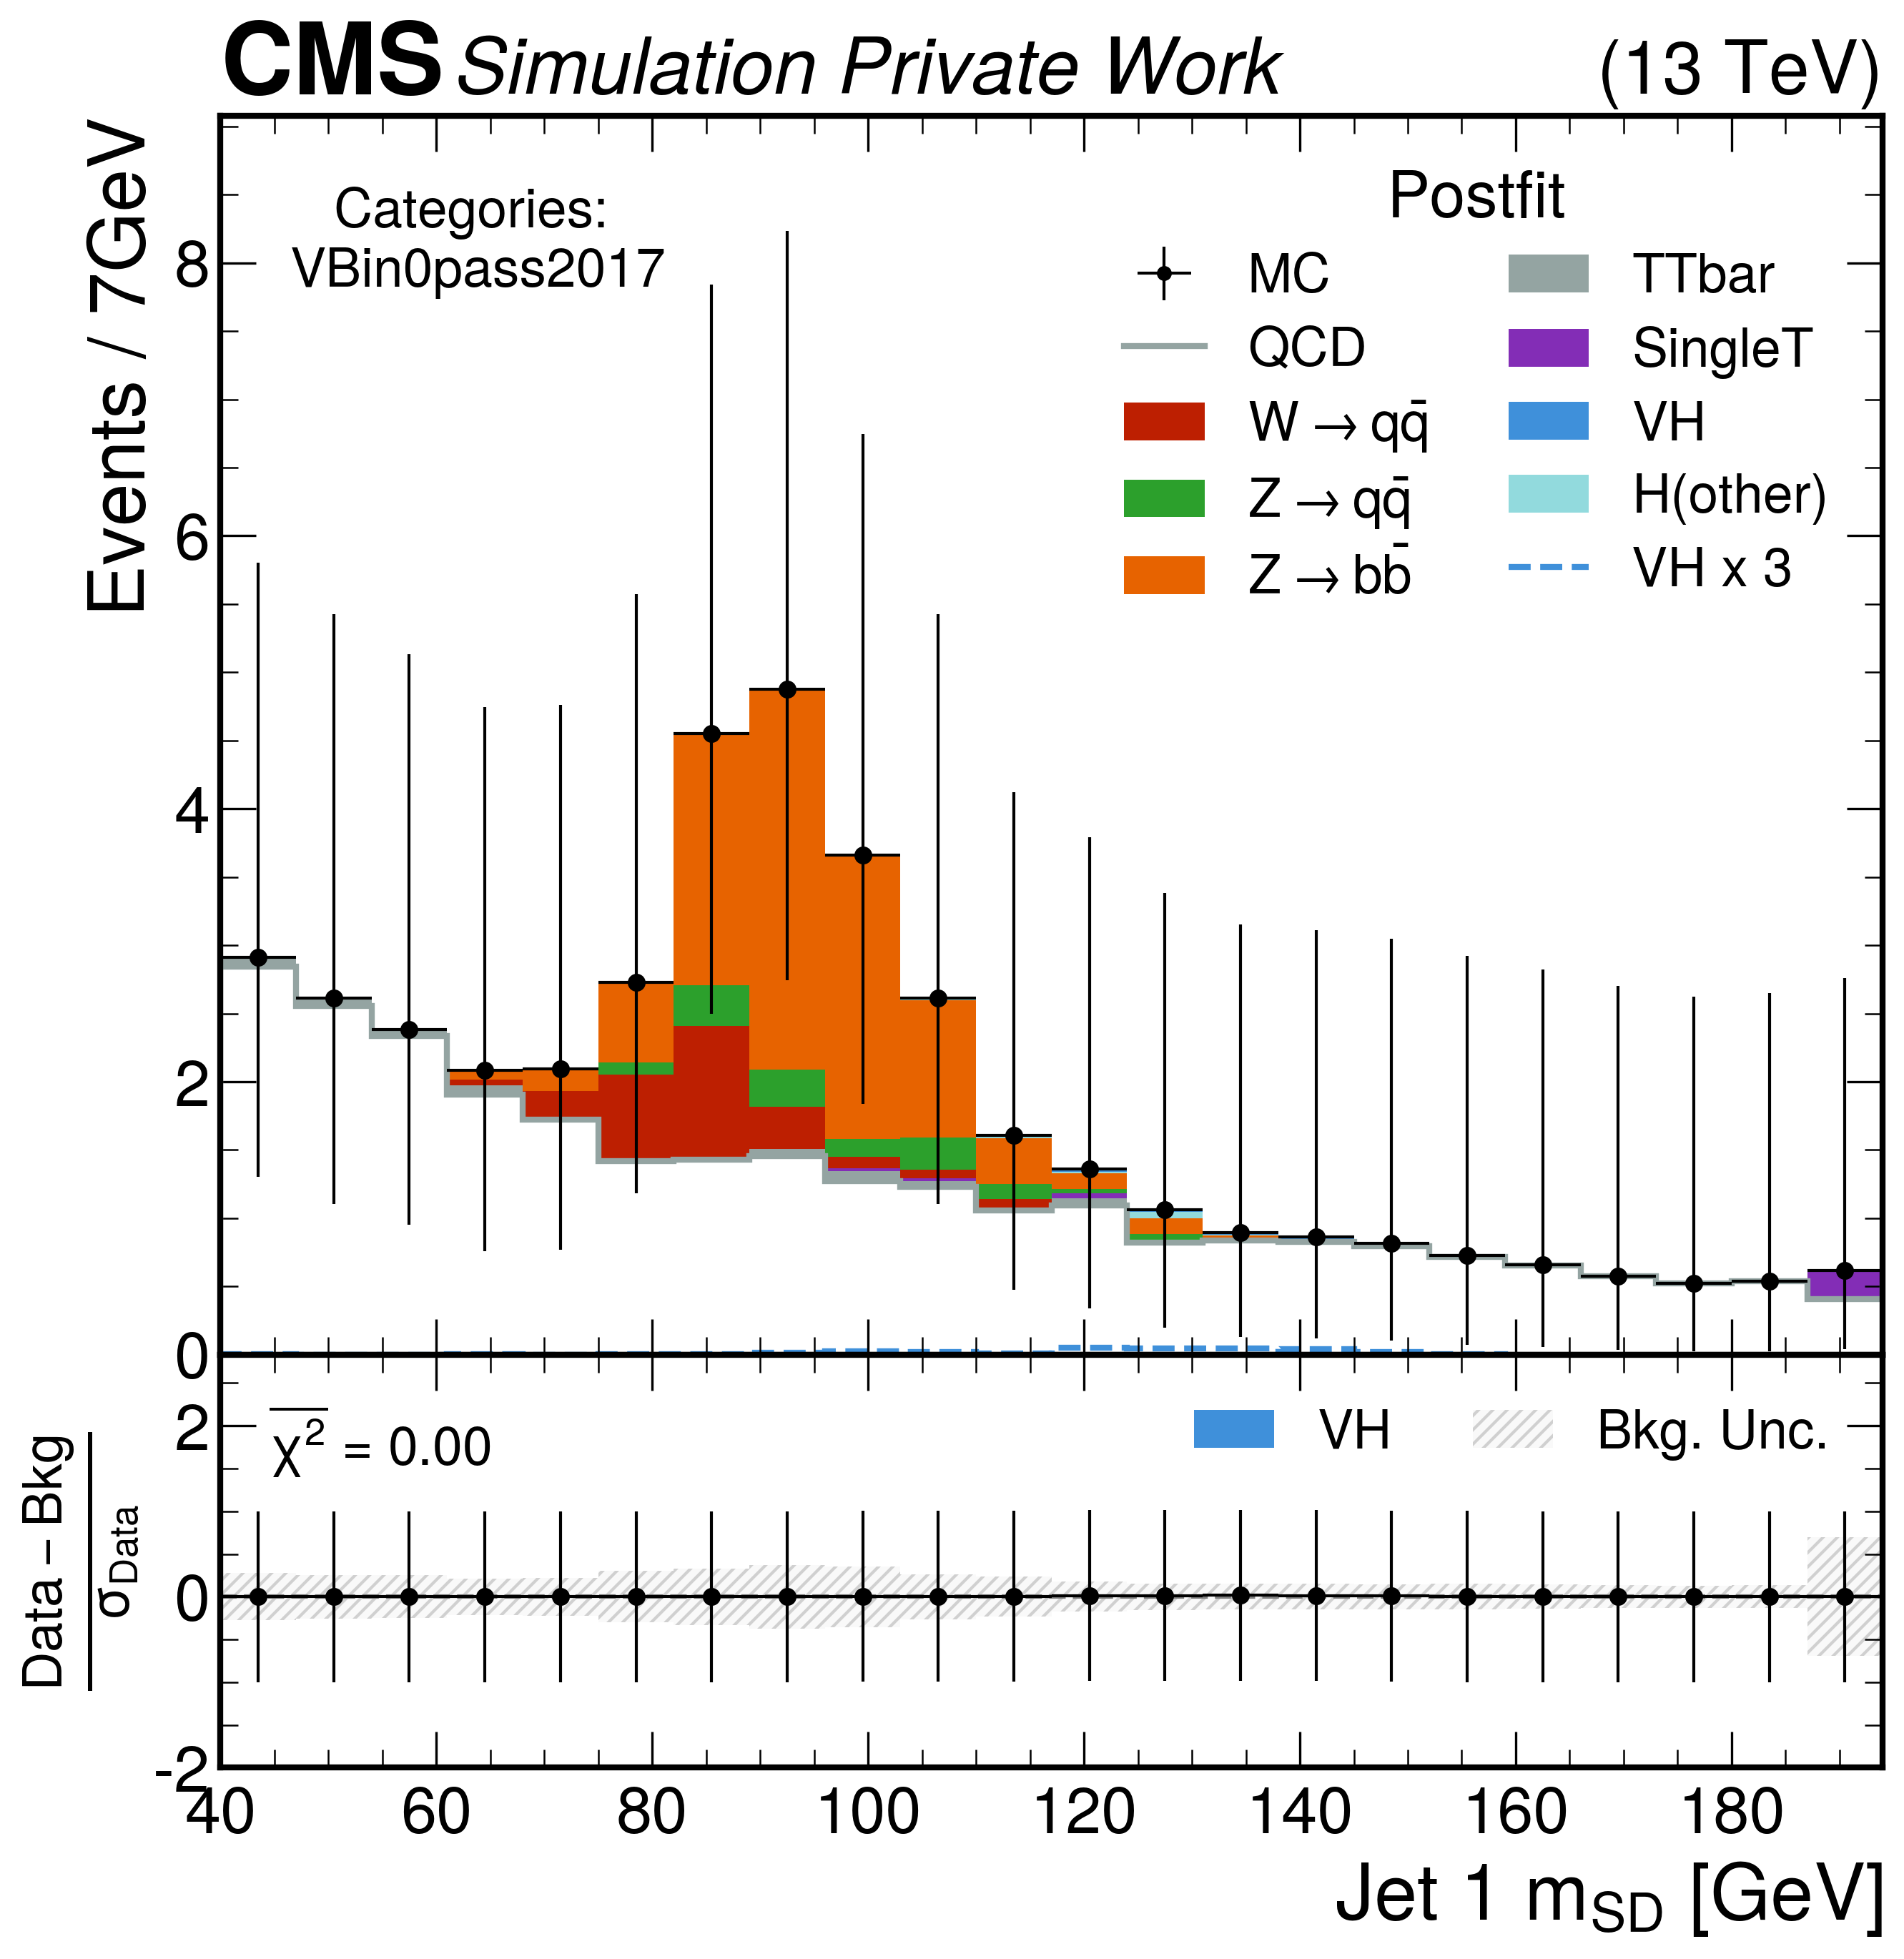 CMS Simulation Private Work (13 TeV)
Events / 7GeV
Categories:
VBin0pass2017
Postfit
MC
QCD
W → qq̄
Z → qq̄
Z → bb̄
TTbar
SingleT
VH
H(other)
VH x 3
8
6
4
2
0
Data − Bkg
σData
χ² = 0.00
VH
Bkg. Unc.
2
0
-2
40 60 80 100 120 140 160 180
Jet 1 mSD [GeV]